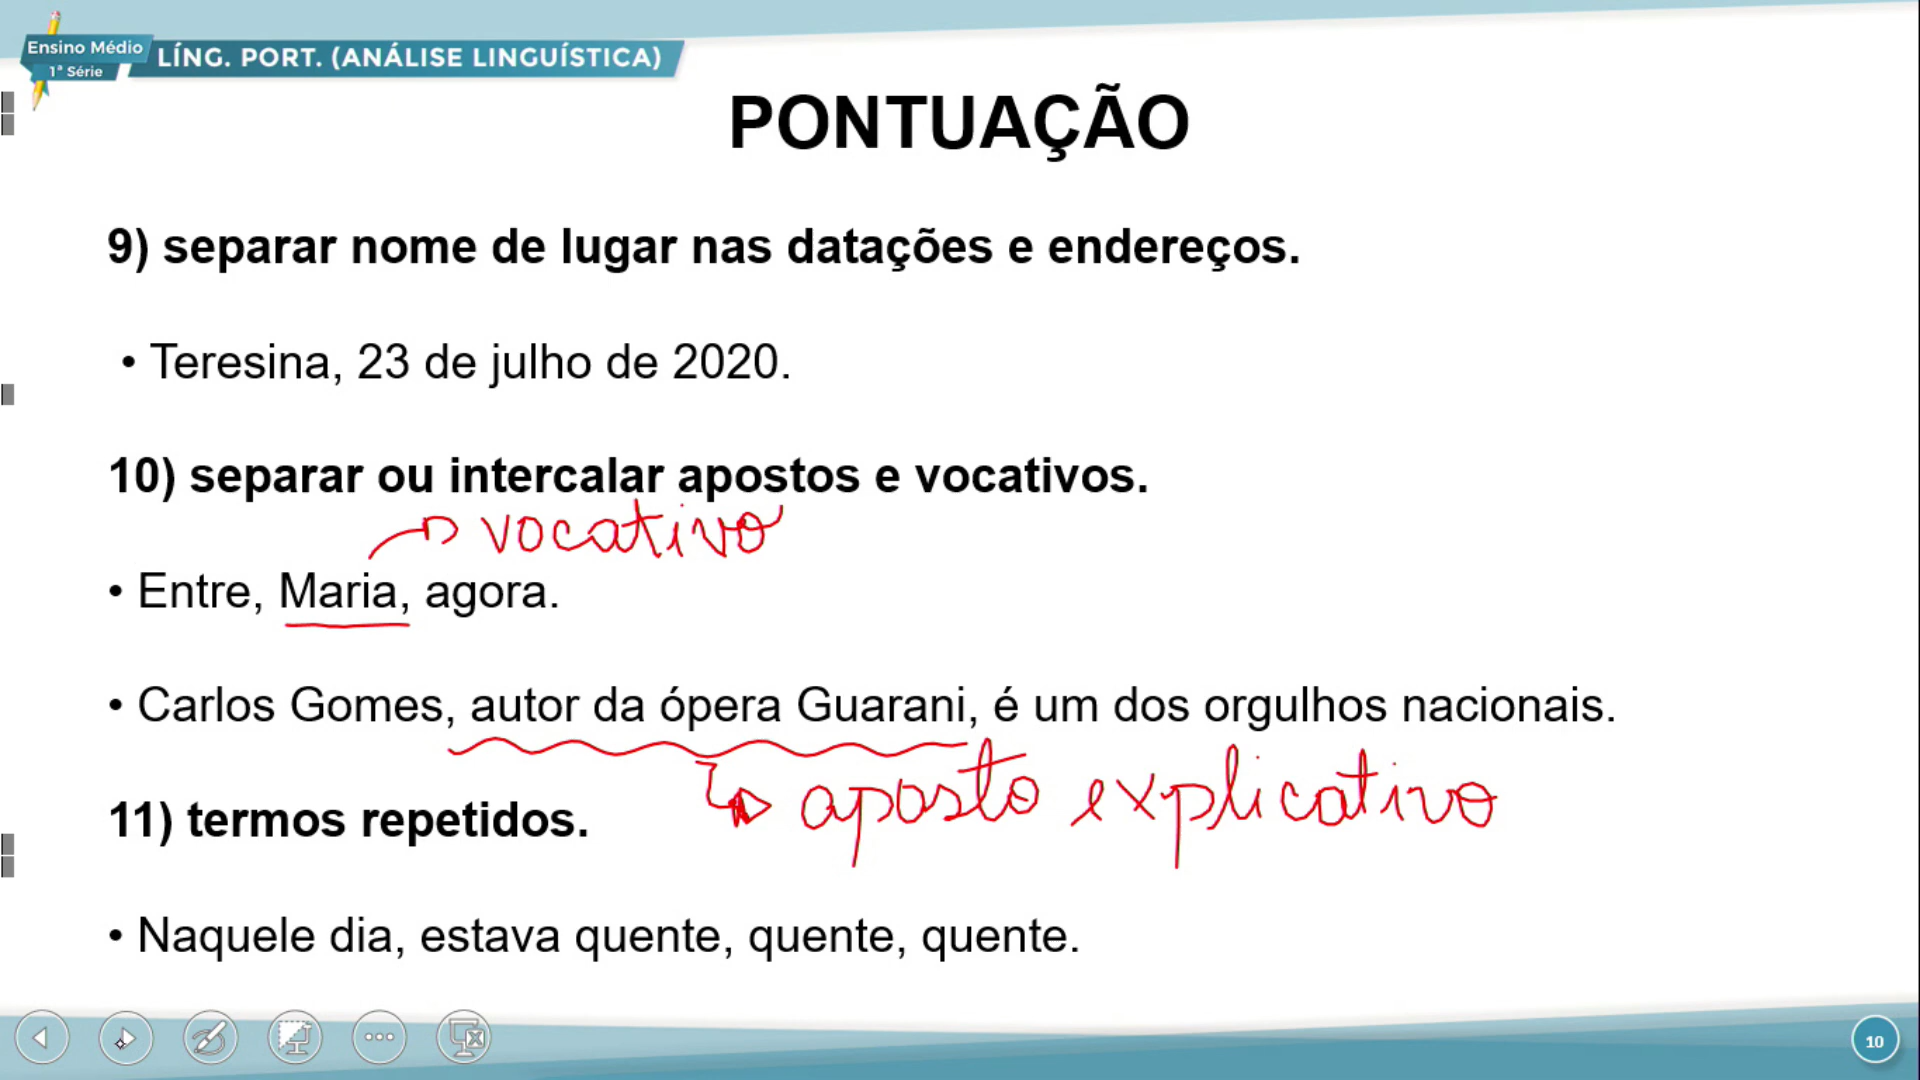 Ensino Médio
1ª Série
LÍNG. PORT. (ANÁLISE LINGUÍSTICA)
PONTUAÇÃO
9) separar nome de lugar nas datações e endereços.
• Teresina, 23 de julho de 2020.
10) separar ou intercalar apostos e vocativos.
vocativo
• Entre, Maria, agora.
• Carlos Gomes, autor da ópera Guarani, é um dos orgulhos nacionais.
aposto explicativo
11) termos repetidos.
• Naquele dia, estava quente, quente, quente.
10